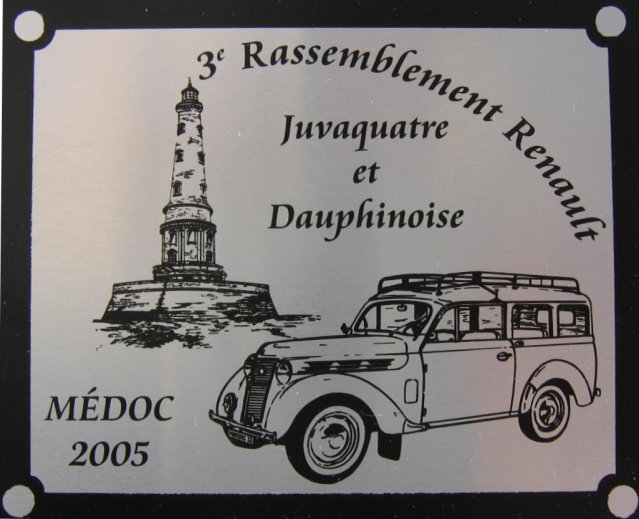 3e Rassemblement Renault
Juvaquatre
et
Dauphinoise
MÉDOC
2005